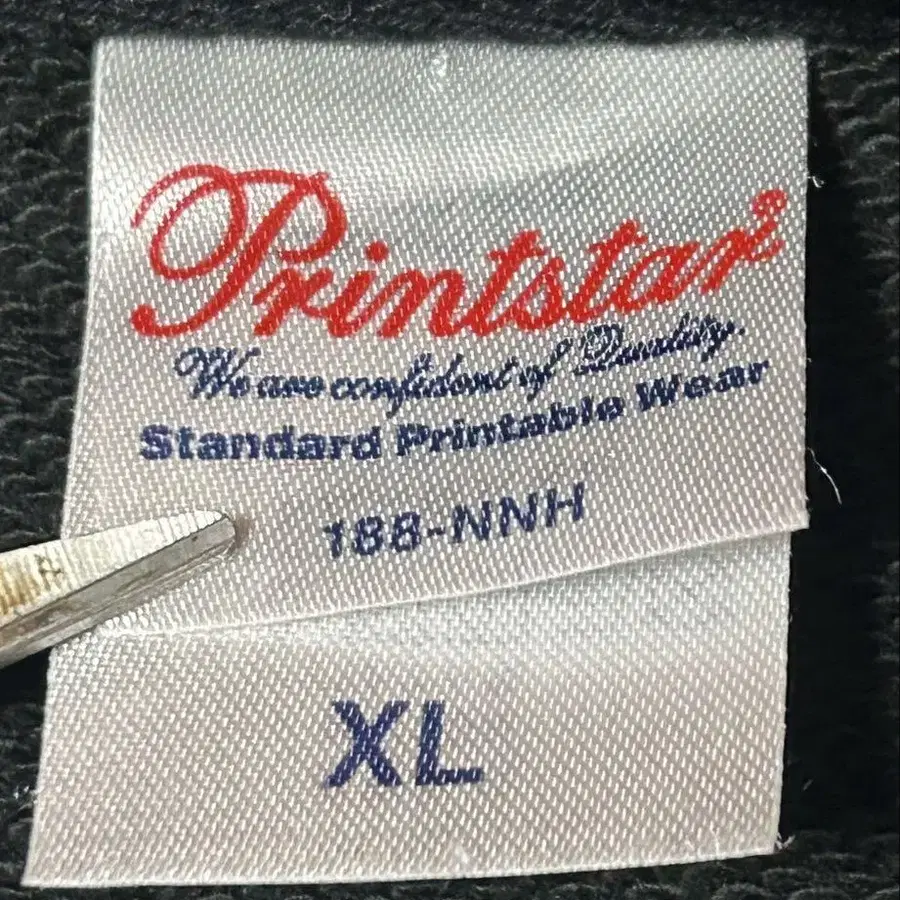 Printstar®
We are confident of Quality.
Standard Printable Wear
188-NNH
XL